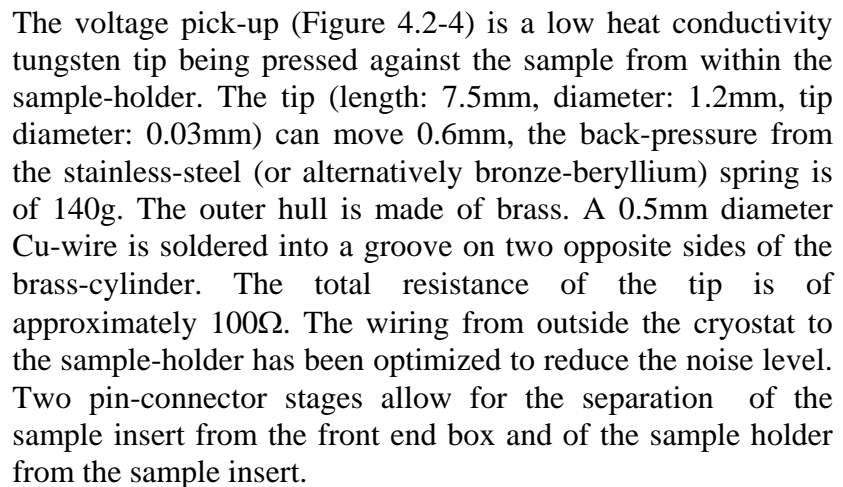 The voltage pick-up (Figure 4.2-4) is a low heat conductivity
tungsten tip being pressed against the sample from within the
sample-holder. The tip (length: 7.5mm, diameter: 1.2mm, tip
diameter: 0.03mm) can move 0.6mm, the back-pressure from
the stainless-steel (or alternatively bronze-beryllium) spring is
of 140g. The outer hull is made of brass. A 0.5mm diameter
Cu-wire is soldered into a groove on two opposite sides of the
brass-cylinder. The total resistance of the tip is of
approximately 100Ω. The wiring from outside the cryostat to
the sample-holder has been optimized to reduce the noise level.
Two pin-connector stages allow for the separation of the
sample insert from the front end box and of the sample holder
from the sample insert.